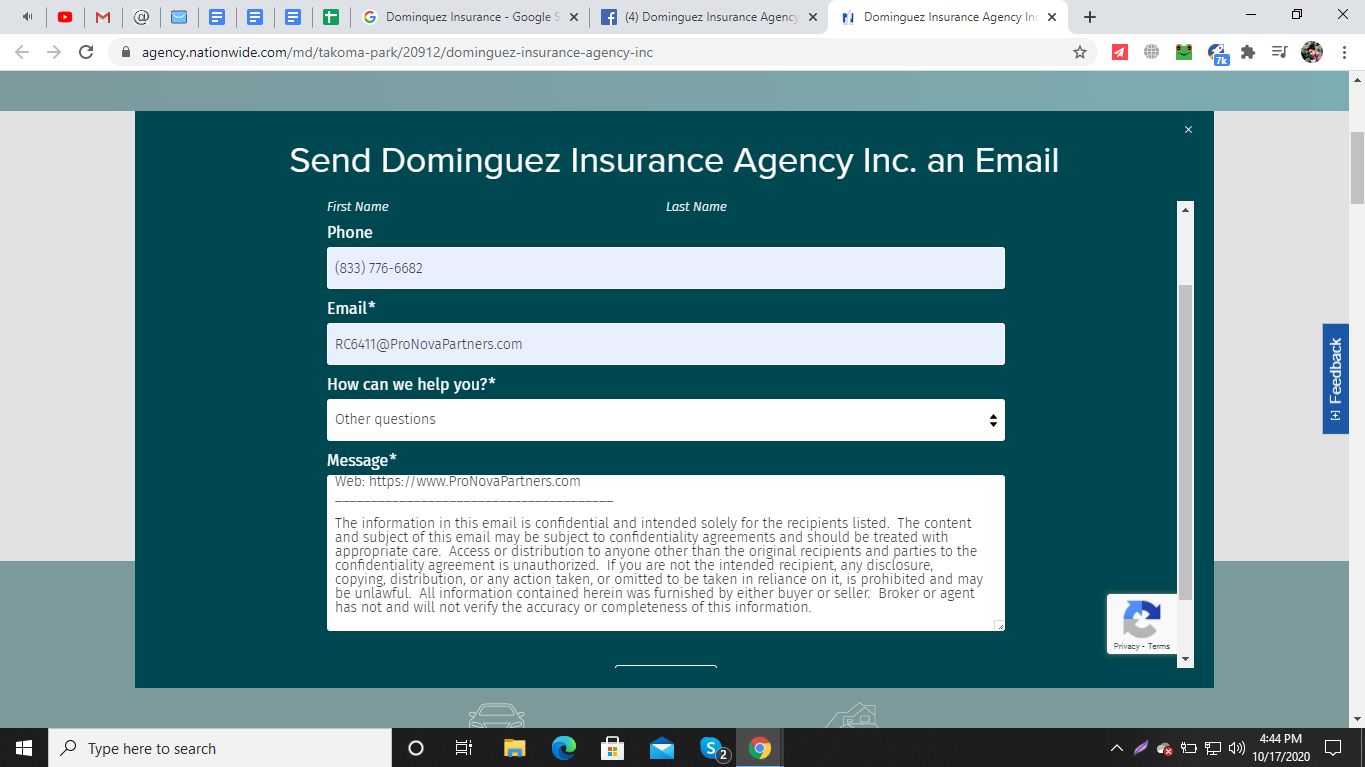 Dominquez Insurance - Google S
(4) Dominguez Insurance Agency
Dominguez Insurance Agency Inc
agency.nationwide.com/md/takoma-park/20912/dominguez-insurance-agency-inc
7k
×
Send Dominguez Insurance Agency Inc. an Email
First Name
Last Name
Phone
(833) 776-6682
Email*
RC6411@ProNovaPartners.com
How can we help you?*
Other questions
Message*
Web: https://www.ProNovaPartners.com
_______________________________________
The information in this email is confidential and intended solely for the recipients listed.  The content
and subject of this email may be subject to confidentiality agreements and should be treated with
appropriate care.  Access or distribution to anyone other than the original recipients and parties to the
confidentiality agreement is unauthorized.  If you are not the intended recipient, any disclosure,
copying, distribution, or any action taken, or omitted to be taken in reliance on it, is prohibited and may
be unlawful.  All information contained herein was furnished by either buyer or seller.  Broker or agent
has not and will not verify the accuracy or completeness of this information.
Privacy - Terms
[+] Feedback
Type here to search
2
4:44 PM
10/17/2020